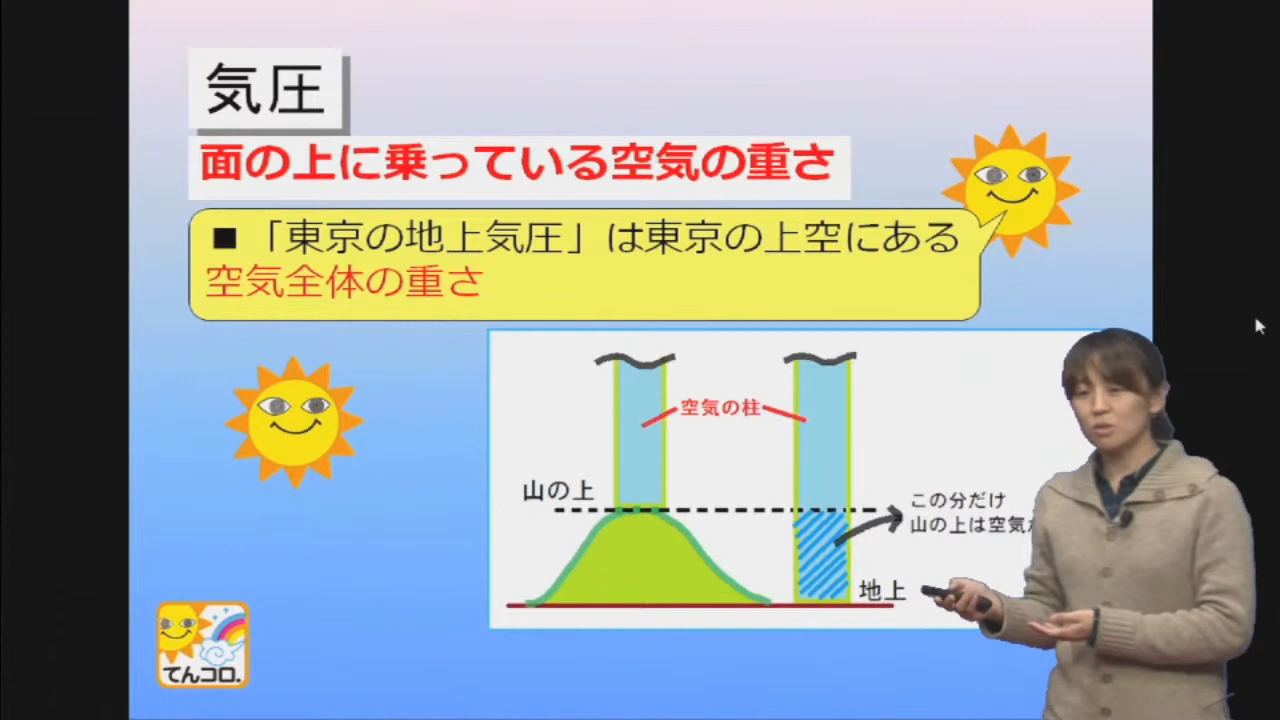 気圧
面の上に乗っている空気の重さ
■「東京の地上気圧」は東京の上空にある
空気全体の重さ
空気の柱
山の上
この分だけ
山の上は空気
地上
てんコロ.